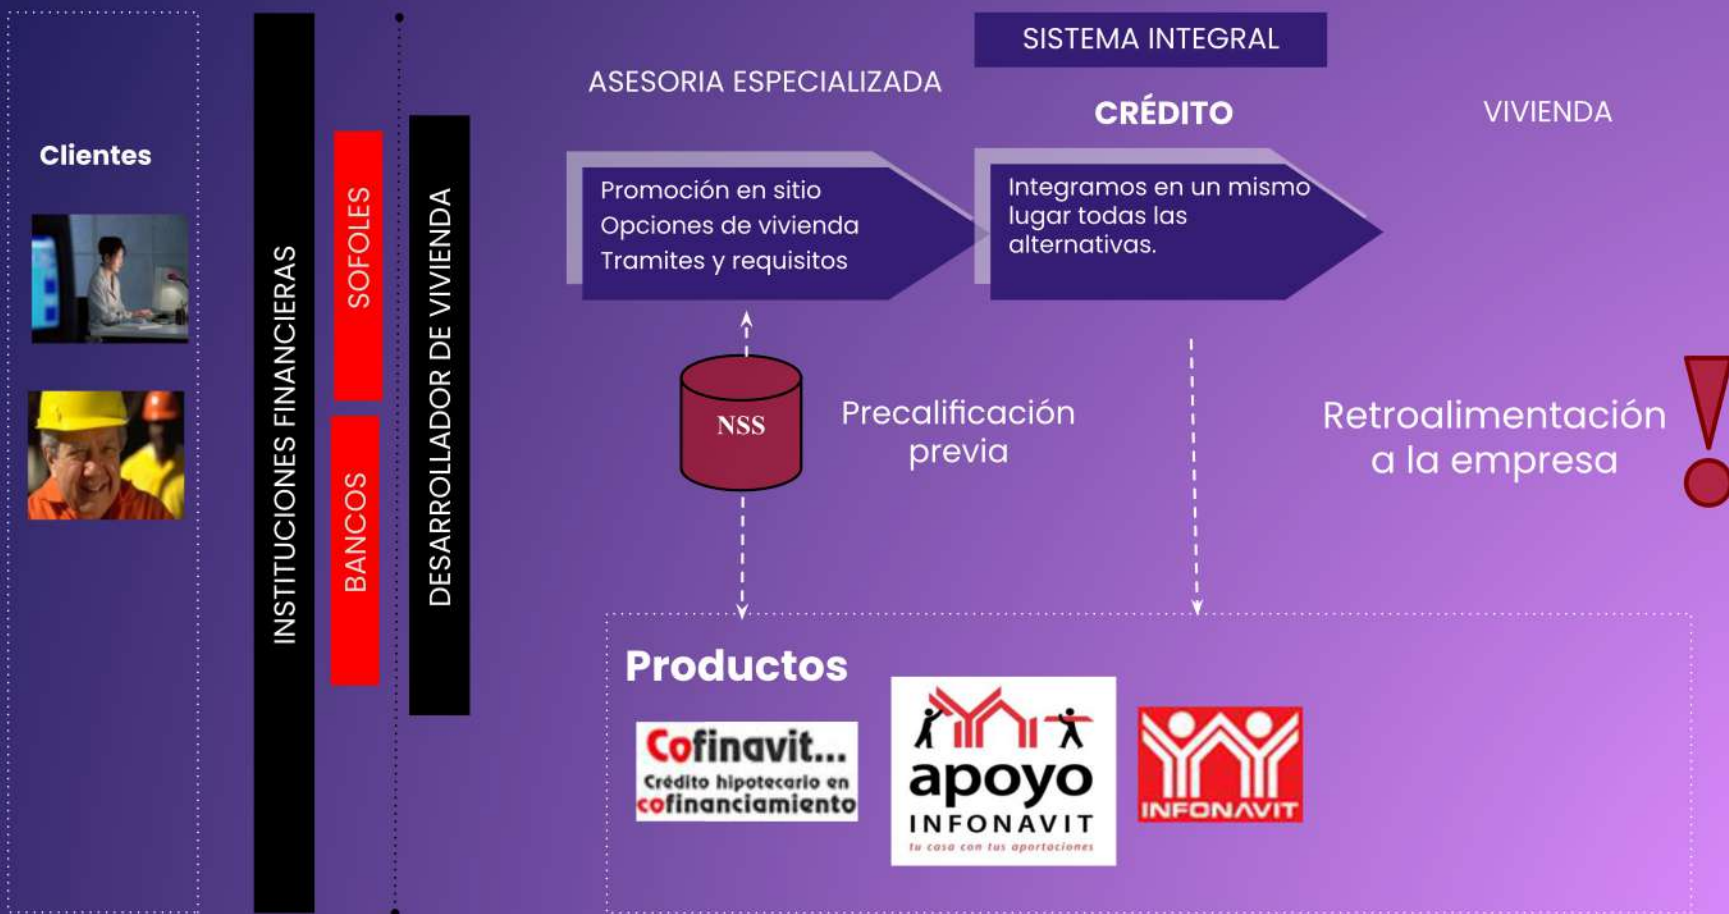 Clientes
INSTITUCIONES FINANCIERAS
SOFOLES
BANCOS
DESARROLLADOR DE VIVIENDA
SISTEMA INTEGRAL
ASESORIA ESPECIALIZADA
CRÉDITO
VIVIENDA
Promoción en sitio
Opciones de vivienda
Tramites y requisitos
Integramos en un mismo
lugar todas las
alternativas.
NSS
Precalificación
previa
Retroalimentación
a la empresa
Productos
Cofinavit...
Crédito hipotecario en
cofinanciamiento
apoyo
INFONAVIT
tu casa con tus aportaciones
INFONAVIT